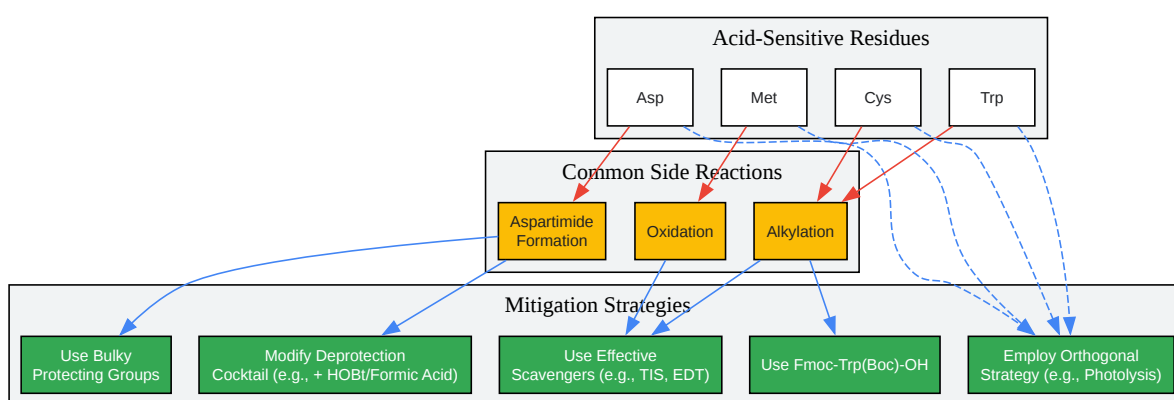 Acid-Sensitive Residues
Asp
Met
Cys
Trp
Common Side Reactions
Aspartimide
Formation
Oxidation
Alkylation
Mitigation Strategies
Use Bulky
Protecting Groups
Modify Deprotection
Cocktail (e.g., + HOBt/Formic Acid)
Use Effective
Scavengers (e.g., TIS, EDT)
Use Fmoc-Trp(Boc)-OH
Employ Orthogonal
Strategy (e.g., Photolysis)